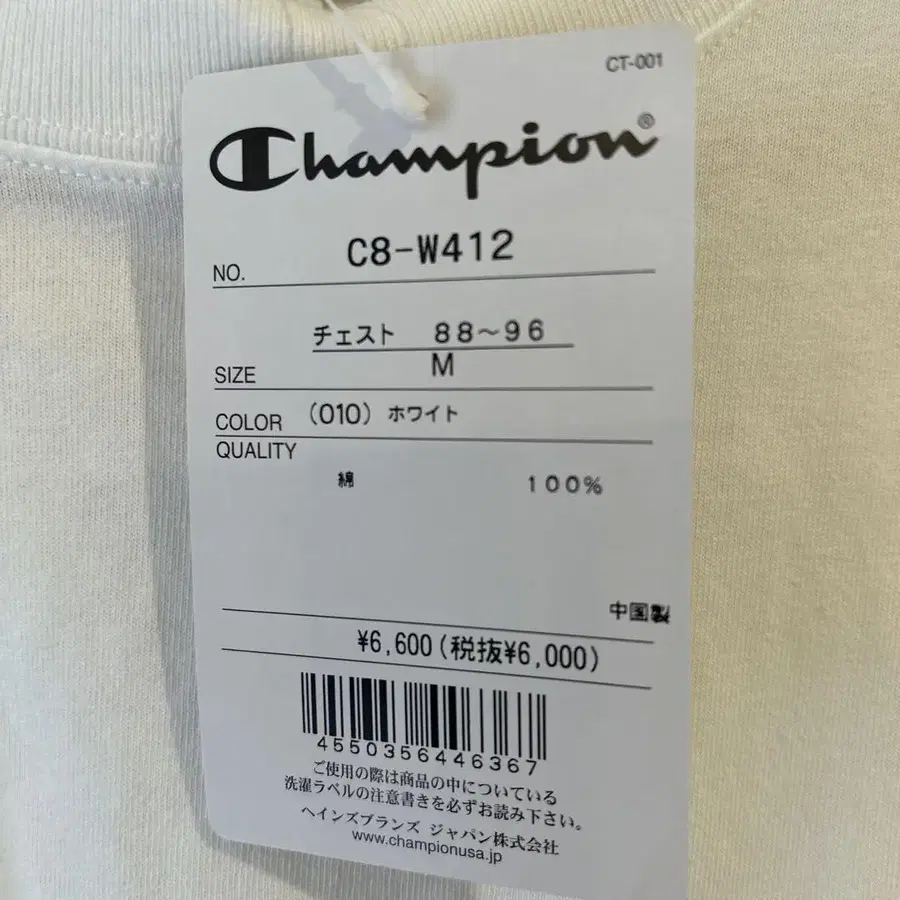 CT-001
Champion®
NO. C8-W412
チェスト 88~96
SIZE M
COLOR (010) ホワイト
QUALITY
綿 100%
中国製
¥6,600(税抜¥6,000)
4550356446367
ご使用の際は商品の中についている
洗濯ラベルの注意書きを必ずお読み下さい。
ヘインズブランズ ジャパン株式会社
www.championusa.jp